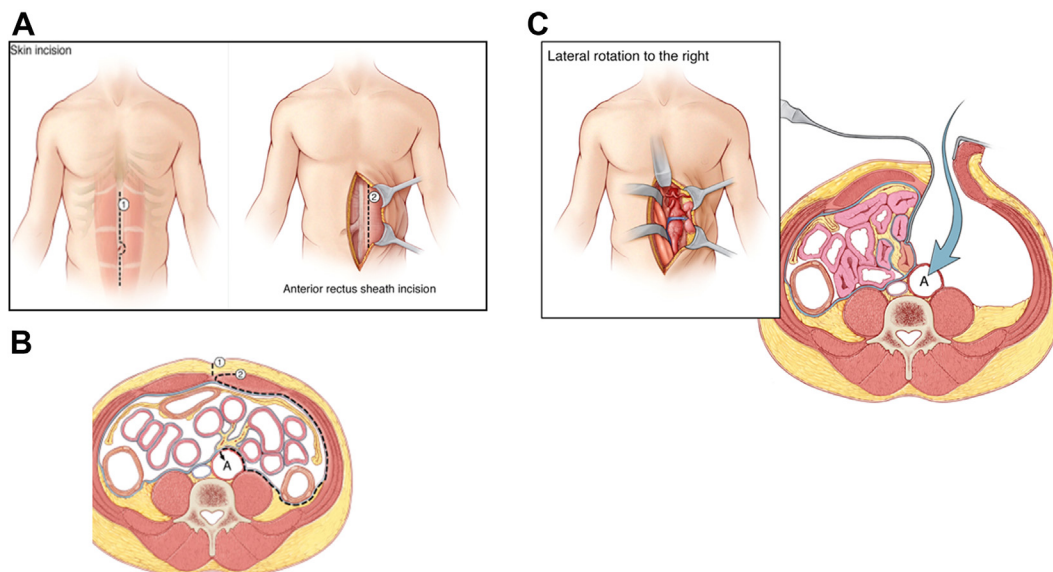 A
Skin incision
1
2
Anterior rectus sheath incision
B
1
2
A
C
Lateral rotation to the right
A